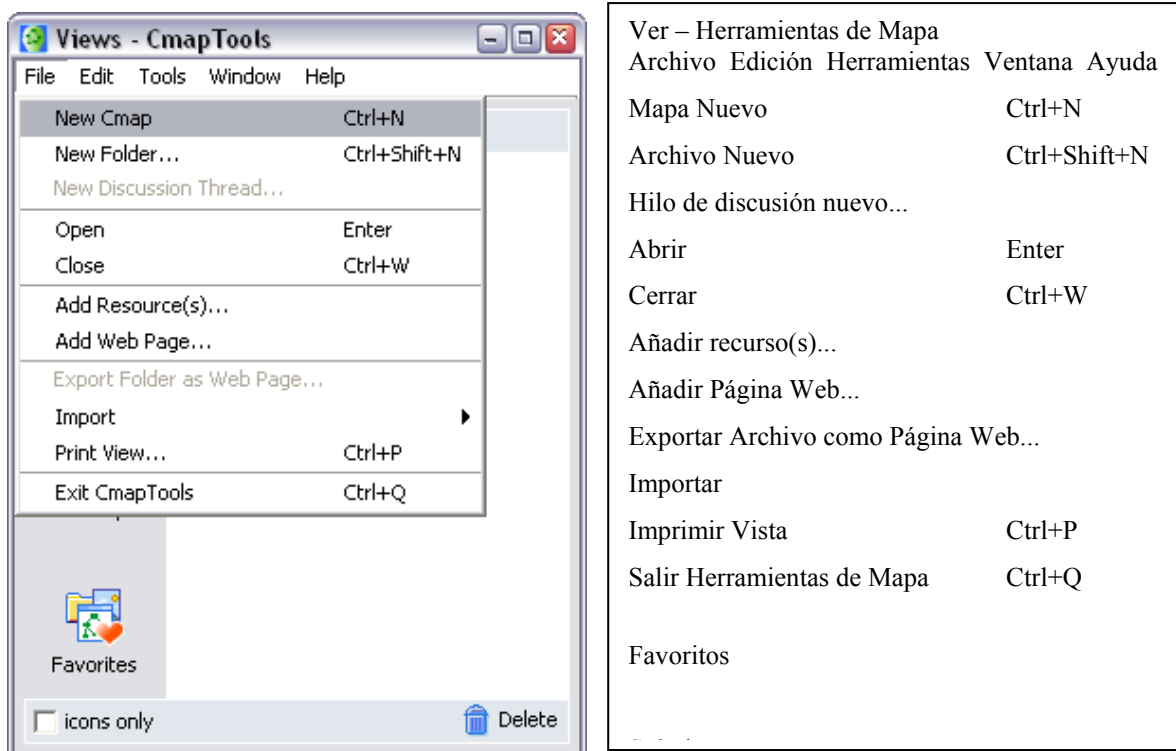 Views - CmapTools
File Edit Tools Window Help
New Cmap Ctrl+N
New Folder... Ctrl+Shift+N
New Discussion Thread...
Open Enter
Close Ctrl+W
Add Resource(s)...
Add Web Page...
Export Folder as Web Page...
Import
Print View... Ctrl+P
Exit CmapTools Ctrl+Q
Favorites
icons only Delete
Ver – Herramientas de Mapa
Archivo Edición Herramientas Ventana Ayuda
Mapa Nuevo Ctrl+N
Archivo Nuevo Ctrl+Shift+N
Hilo de discusión nuevo...
Abrir Enter
Cerrar Ctrl+W
Añadir recurso(s)...
Añadir Página Web...
Exportar Archivo como Página Web...
Importar
Imprimir Vista Ctrl+P
Salir Herramientas de Mapa Ctrl+Q
Favoritos